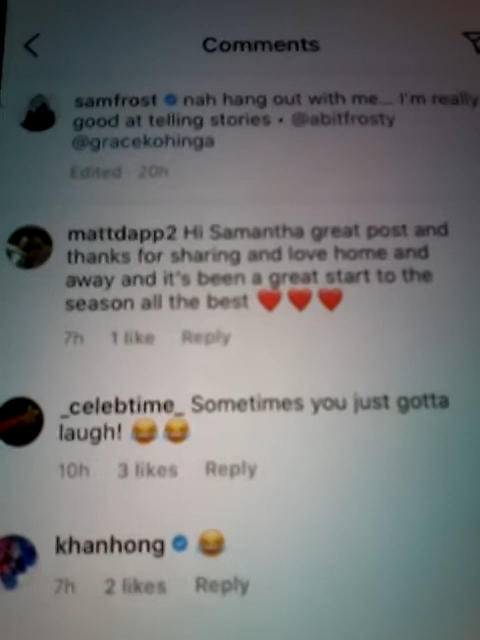 Comments
samfrost nah hang out with me... I'm really
good at telling stories • @abitfrosty
@gracekohinga
Edited · 20h
mattdapp2 Hi Samantha great post and
thanks for sharing and love home and
away and it's been a great start to the
season all the best ❤️❤️❤️
7h 1 like Reply
_celebtime_ Sometimes you just gotta
laugh! 😂😂
10h 3 likes Reply
khanhong 😂
7h 2 likes Reply